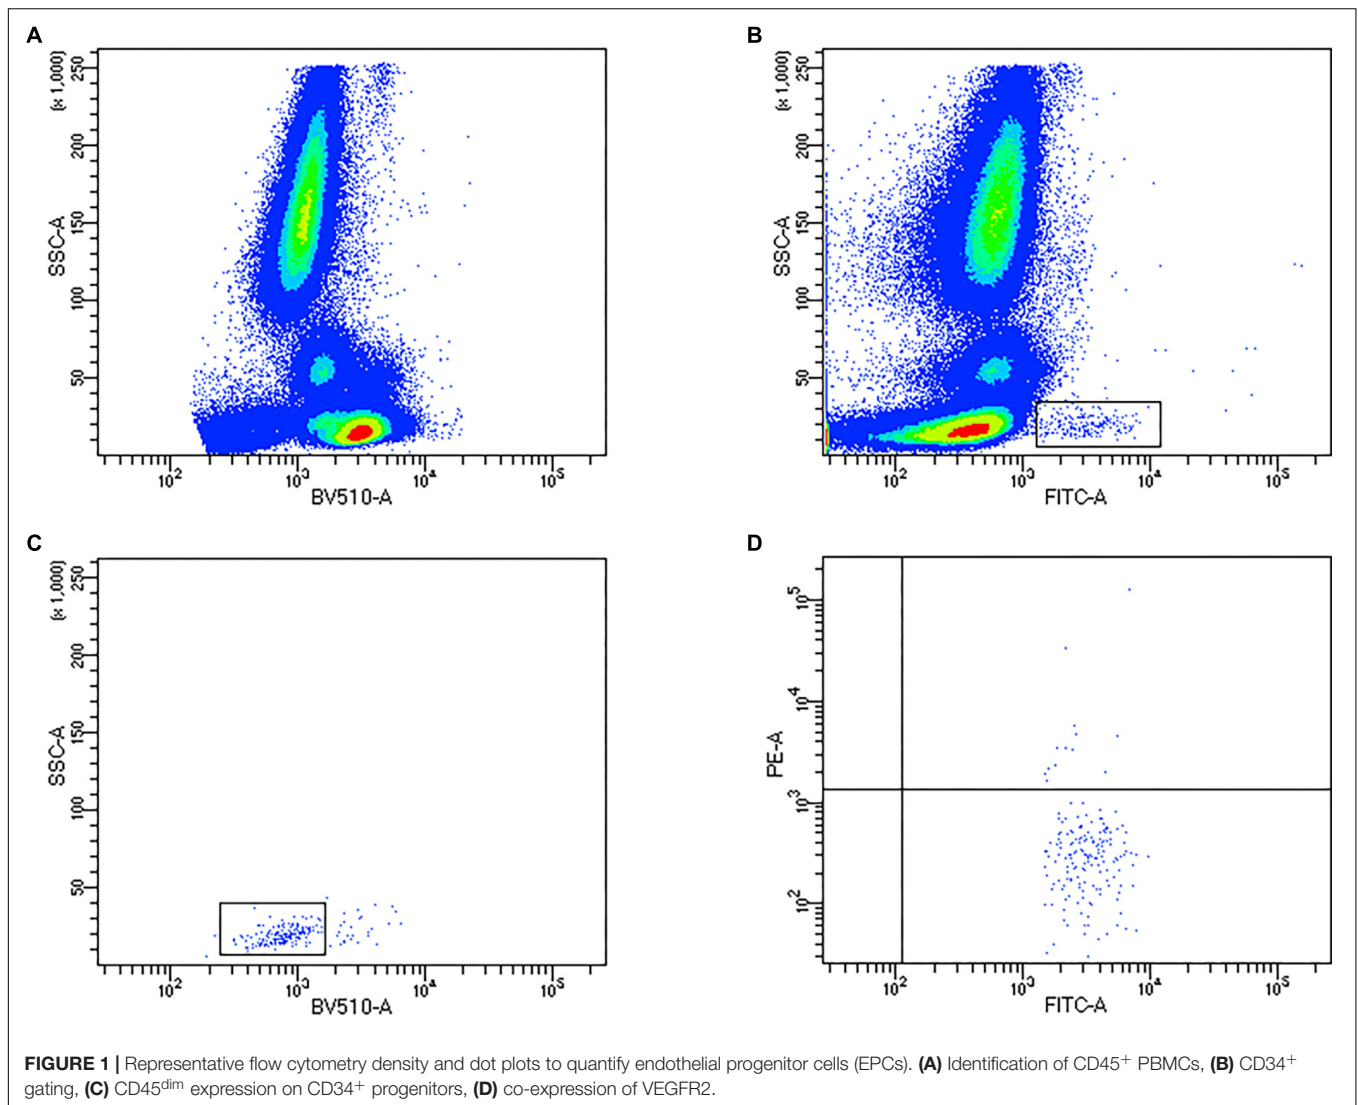 A
(x 1,000)
250
200
150
100
50
SSC-A
10²
10³
10⁴
10⁵
BV510-A
B
(x 1,000)
250
200
150
100
50
SSC-A
10²
10³
10⁴
10⁵
FITC-A
C
(x 1,000)
250
200
150
100
50
SSC-A
10²
10³
10⁴
10⁵
BV510-A
D
10⁵
10⁴
10³
10²
PE-A
10²
10³
10⁴
10⁵
FITC-A
FIGURE 1 | Representative flow cytometry density and dot plots to quantify endothelial progenitor cells (EPCs). (A) Identification of CD45⁺ PBMCs, (B) CD34⁺
gating, (C) CD45ᵈⁱᵐ expression on CD34⁺ progenitors, (D) co-expression of VEGFR2.